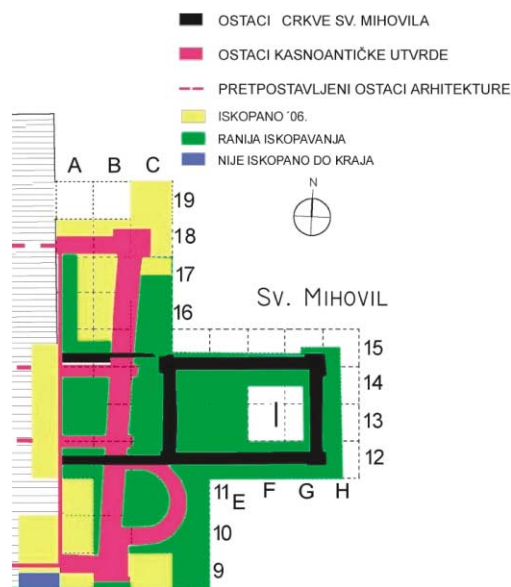 OSTACI CRKVE SV. MIHOVILA
OSTACI KASNOANTIČKE UTVRDE
PRETPOSTAVLJENI OSTACI ARHITEKTURE
ISKOPANO ´06.
RANIJA ISKOPAVANJA
NIJE ISKOPANO DO KRAJA
A B C
N
19
18
17
16
SV. MIHOVIL
15
14
13
12
I
11 E F G H
10
9